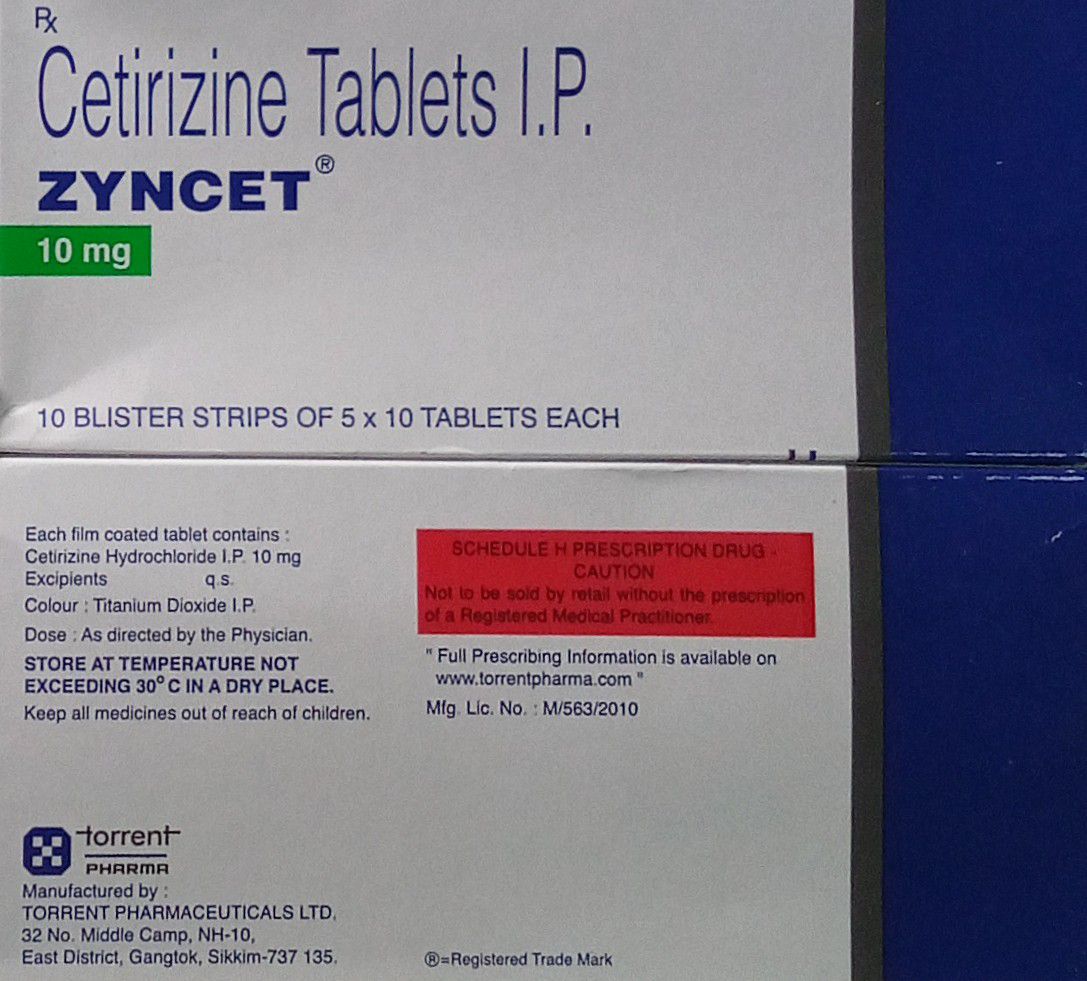 Rx
Cetirizine Tablets I.P.
ZYNCET®
10 mg
10 BLISTER STRIPS OF 5 x 10 TABLETS EACH
Each film coated tablet contains :
Cetirizine Hydrochloride I.P. 10 mg
Excipients q.s.
Colour : Titanium Dioxide I.P.
Dose : As directed by the Physician.
STORE AT TEMPERATURE NOT
EXCEEDING 30°C IN A DRY PLACE.
Keep all medicines out of reach of children.
SCHEDULE H PRESCRIPTION DRUG -
CAUTION
Not to be sold by retail without the prescription
of a Registered Medical Practitioner.
" Full Prescribing Information is available on
www.torrentpharma.com "
Mfg. Lic. No. : M/563/2010
torrent
PHARMA
Manufactured by :
TORRENT PHARMACEUTICALS LTD.
32 No. Middle Camp, NH-10,
East District, Gangtok, Sikkim-737 135.
®=Registered Trade Mark